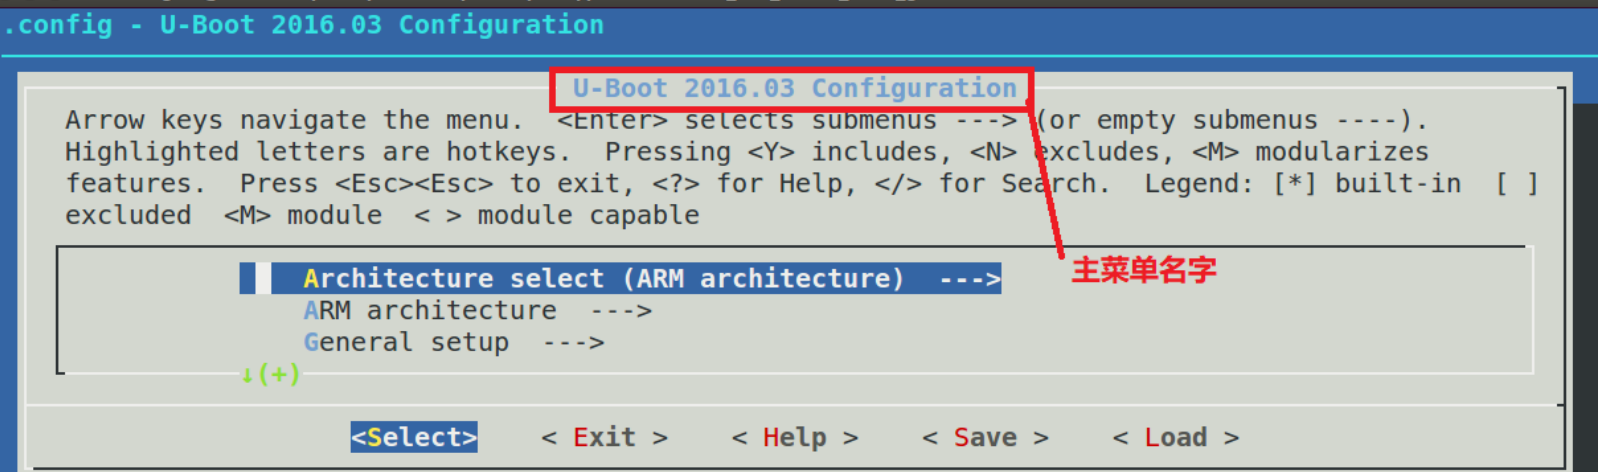 .config - U-Boot 2016.03 Configuration
U-Boot 2016.03 Configuration
Arrow keys navigate the menu.  <Enter> selects submenus ---> (or empty submenus ----).
Highlighted letters are hotkeys.  Pressing <Y> includes, <N> excludes, <M> modularizes
features.  Press <Esc><Esc> to exit, <?> for Help, </> for Search.  Legend: [*] built-in  [ ]
excluded  <M> module  < > module capable
Architecture select (ARM architecture)  --->
主菜单名字
ARM architecture  --->
General setup  --->
↓(+)
<Select>    < Exit >    < Help >    < Save >    < Load >